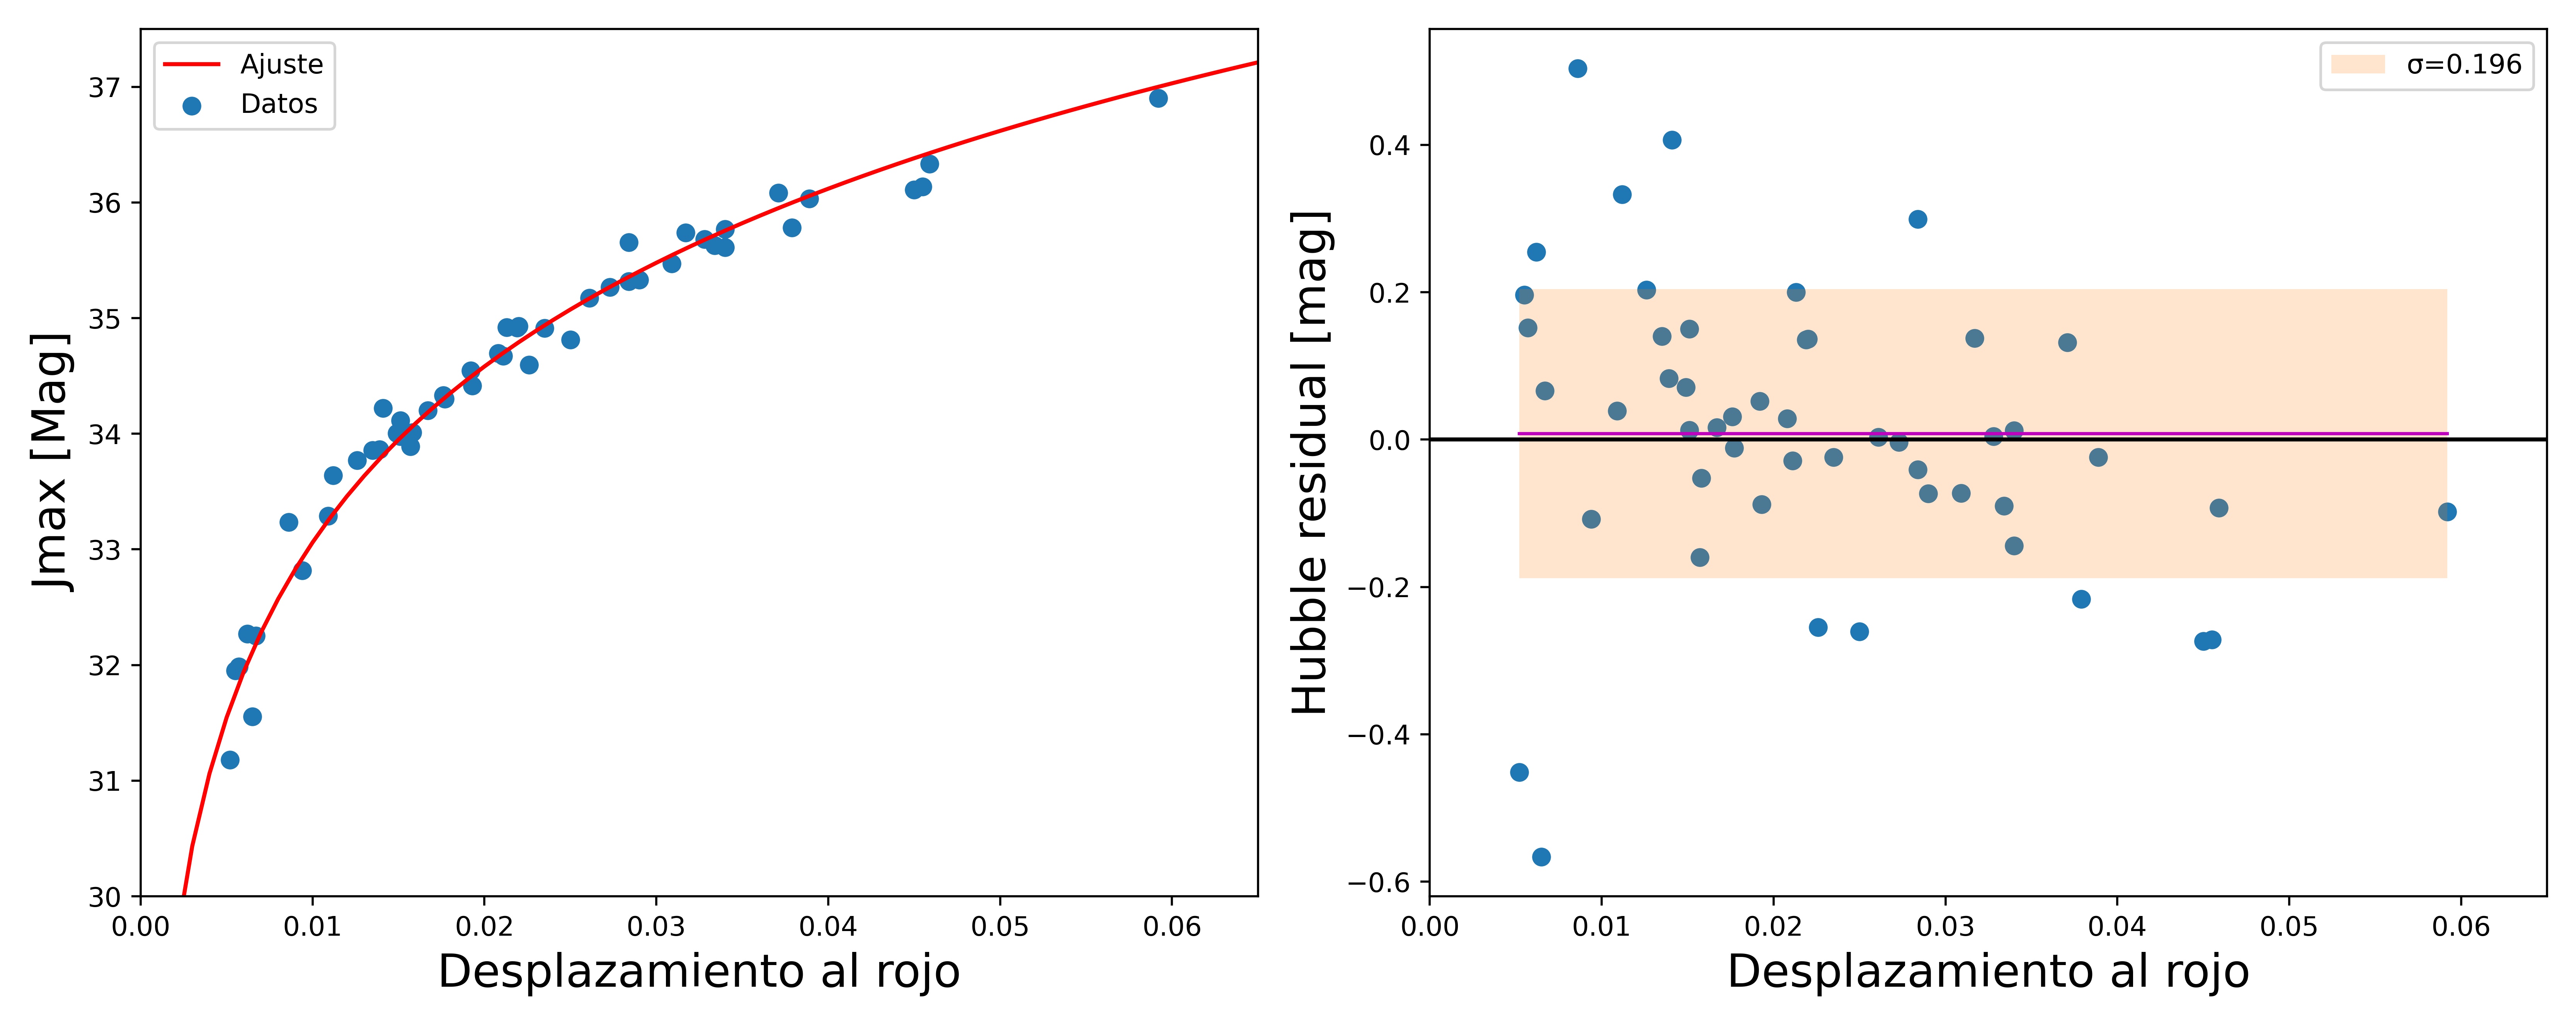 Ajuste
Datos
37
36
35
34
33
32
31
30
Jmax [Mag]
0.00 0.01 0.02 0.03 0.04 0.05 0.06
Desplazamiento al rojo
σ=0.196
0.4
0.2
0.0
−0.2
−0.4
−0.6
Hubble residual [mag]
0.00 0.01 0.02 0.03 0.04 0.05 0.06
Desplazamiento al rojo